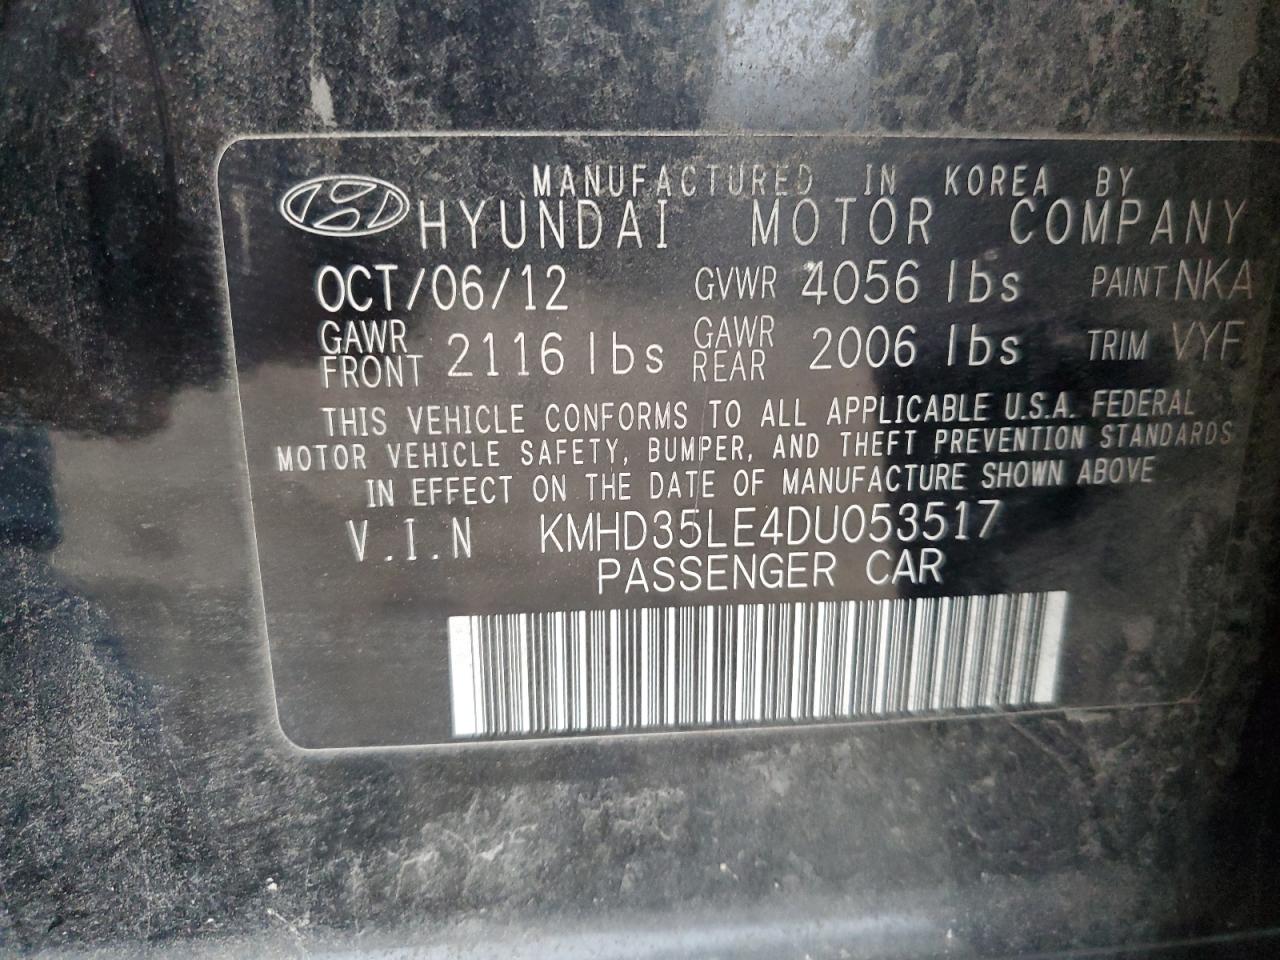 MANUFACTURED IN KOREA BY
HYUNDAI MOTOR COMPANY
OCT/06/12 GVWR 4056 lbs PAINT NKA
GAWR FRONT 2116 lbs GAWR REAR 2006 lbs TRIM VYF
THIS VEHICLE CONFORMS TO ALL APPLICABLE U.S.A. FEDERAL
MOTOR VEHICLE SAFETY, BUMPER, AND THEFT PREVENTION STANDARDS
IN EFFECT ON THE DATE OF MANUFACTURE SHOWN ABOVE
V.I.N KMHD35LE4DU053517
PASSENGER CAR